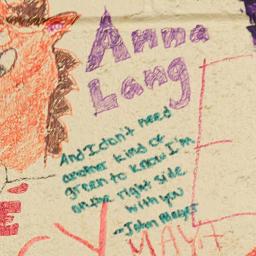 Anna
Lang
And I don't need
another kind of
green to know I'm
on the right side
with you
--John Mayer
MAYA